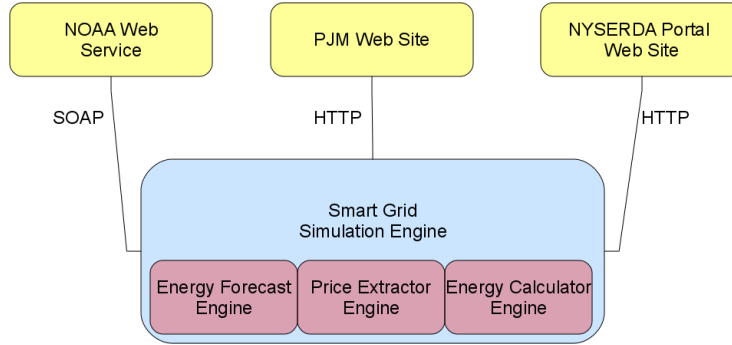 NOAA Web
Service
PJM Web Site
NYSERDA Portal
Web Site
SOAP
HTTP
HTTP
Smart Grid
Simulation Engine
Energy Forecast
Engine
Price Extractor
Engine
Energy Calculator
Engine